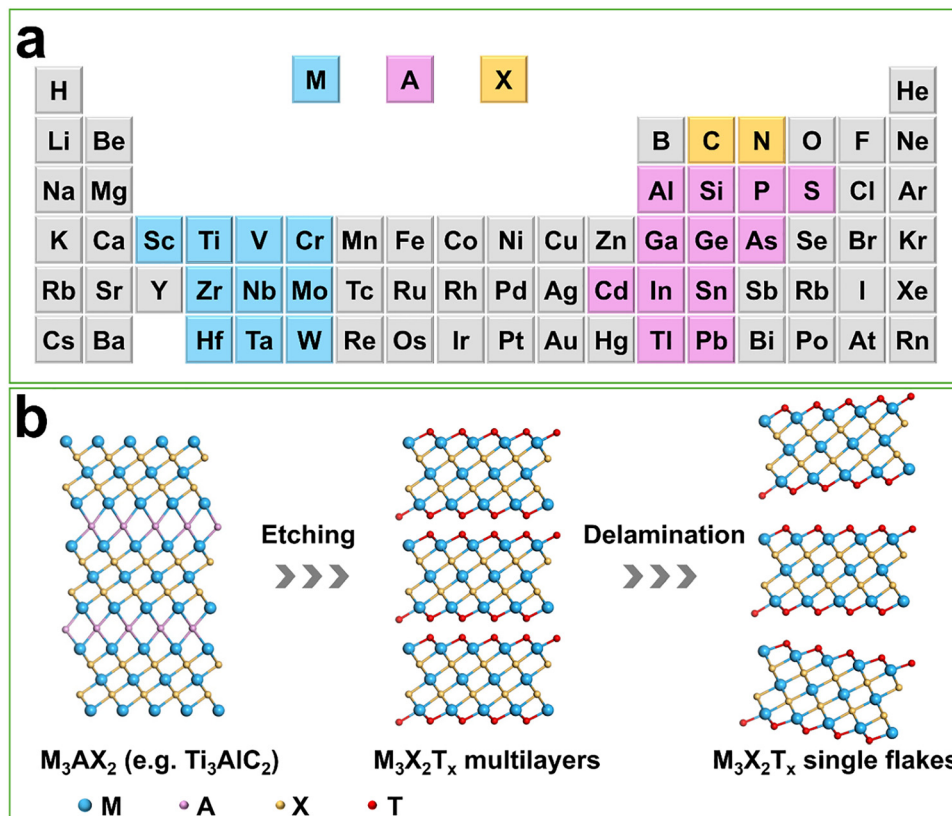 a
M A X
H He
Li Be B C N O F Ne
Na Mg Al Si P S Cl Ar
K Ca Sc Ti V Cr Mn Fe Co Ni Cu Zn Ga Ge As Se Br Kr
Rb Sr Y Zr Nb Mo Tc Ru Rh Pd Ag Cd In Sn Sb Rb I Xe
Cs Ba Hf Ta W Re Os Ir Pt Au Hg Tl Pb Bi Po At Rn
b
Etching
Delamination
M₃AX₂ (e.g. Ti₃AlC₂)
M₃X₂Tₓ multilayers
M₃X₂Tₓ single flakes
M A X T